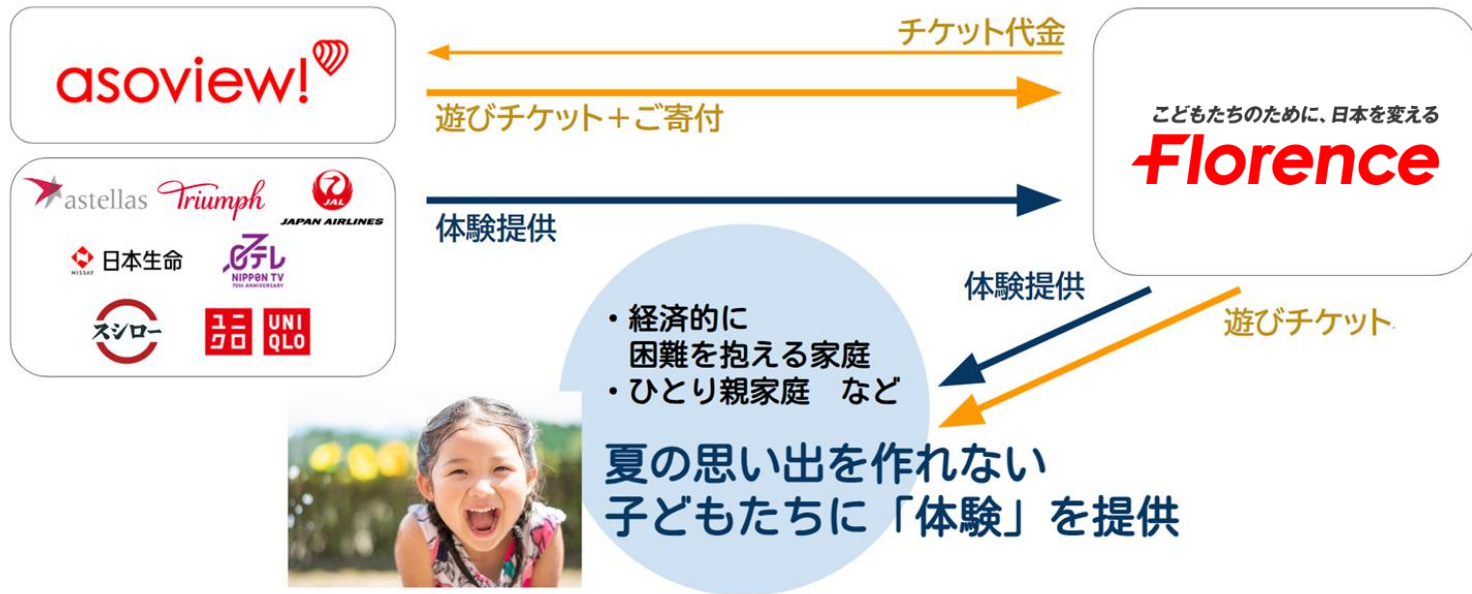 asoview!
チケット代金
遊びチケット＋ご寄付
こどもたちのために、日本を変える
Florence
astellas
Triumph
JAL
JAPAN AIRLINES
体験提供
NISSAY
日本生命
日テレ
NIPPON TV
70th ANNIVERSARY
スシロー
ユニ
クロ
UNI
QLO
体験提供
遊びチケット
・経済的に
困難を抱える家庭
・ひとり親家庭　など
夏の思い出を作れない
子どもたちに「体験」を提供